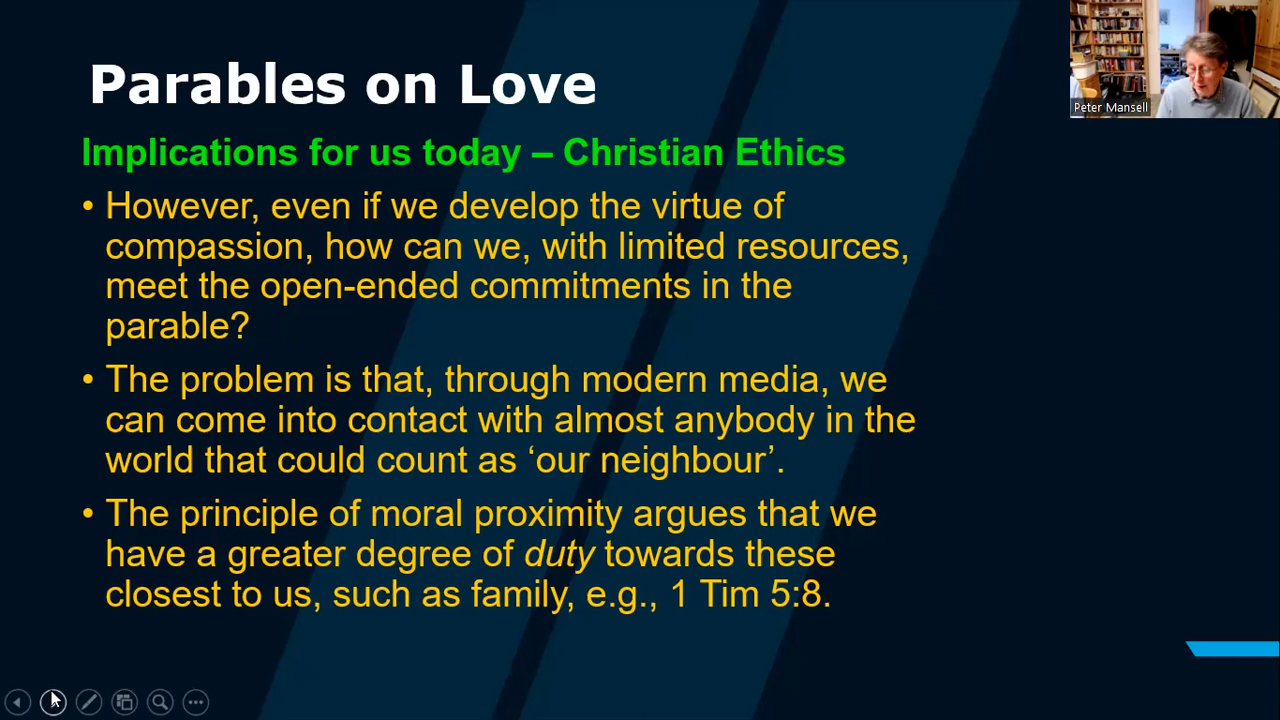 Parables on Love
Peter Mansell
Implications for us today – Christian Ethics
• However, even if we develop the virtue of
compassion, how can we, with limited resources,
meet the open-ended commitments in the
parable?
• The problem is that, through modern media, we
can come into contact with almost anybody in the
world that could count as ‘our neighbour’.
• The principle of moral proximity argues that we
have a greater degree of duty towards these
closest to us, such as family, e.g., 1 Tim 5:8.